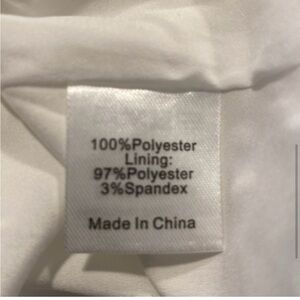 100%Polyester
Lining:
97%Polyester
3%Spandex
Made In China